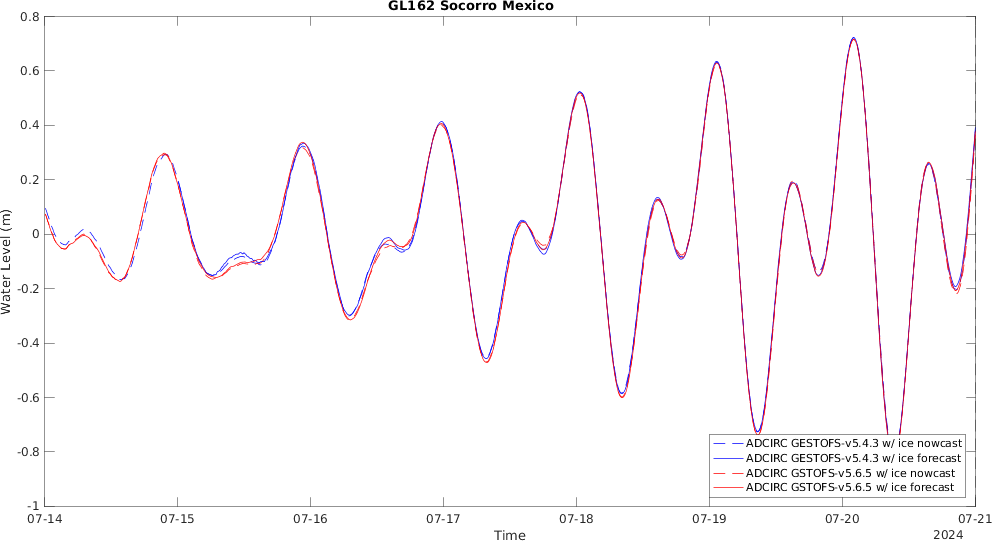 GL162 Socorro Mexico
Water Level (m)
0.8
0.6
0.4
0.2
0
-0.2
-0.4
-0.6
-0.8
-1
ADCIRC GESTOFS-v5.4.3 w/ ice nowcast
ADCIRC GESTOFS-v5.4.3 w/ ice forecast
ADCIRC GSTOFS-v5.6.5 w/ ice nowcast
ADCIRC GSTOFS-v5.6.5 w/ ice forecast
07-14 07-15 07-16 07-17 07-18 07-19 07-20 07-21
Time
2024